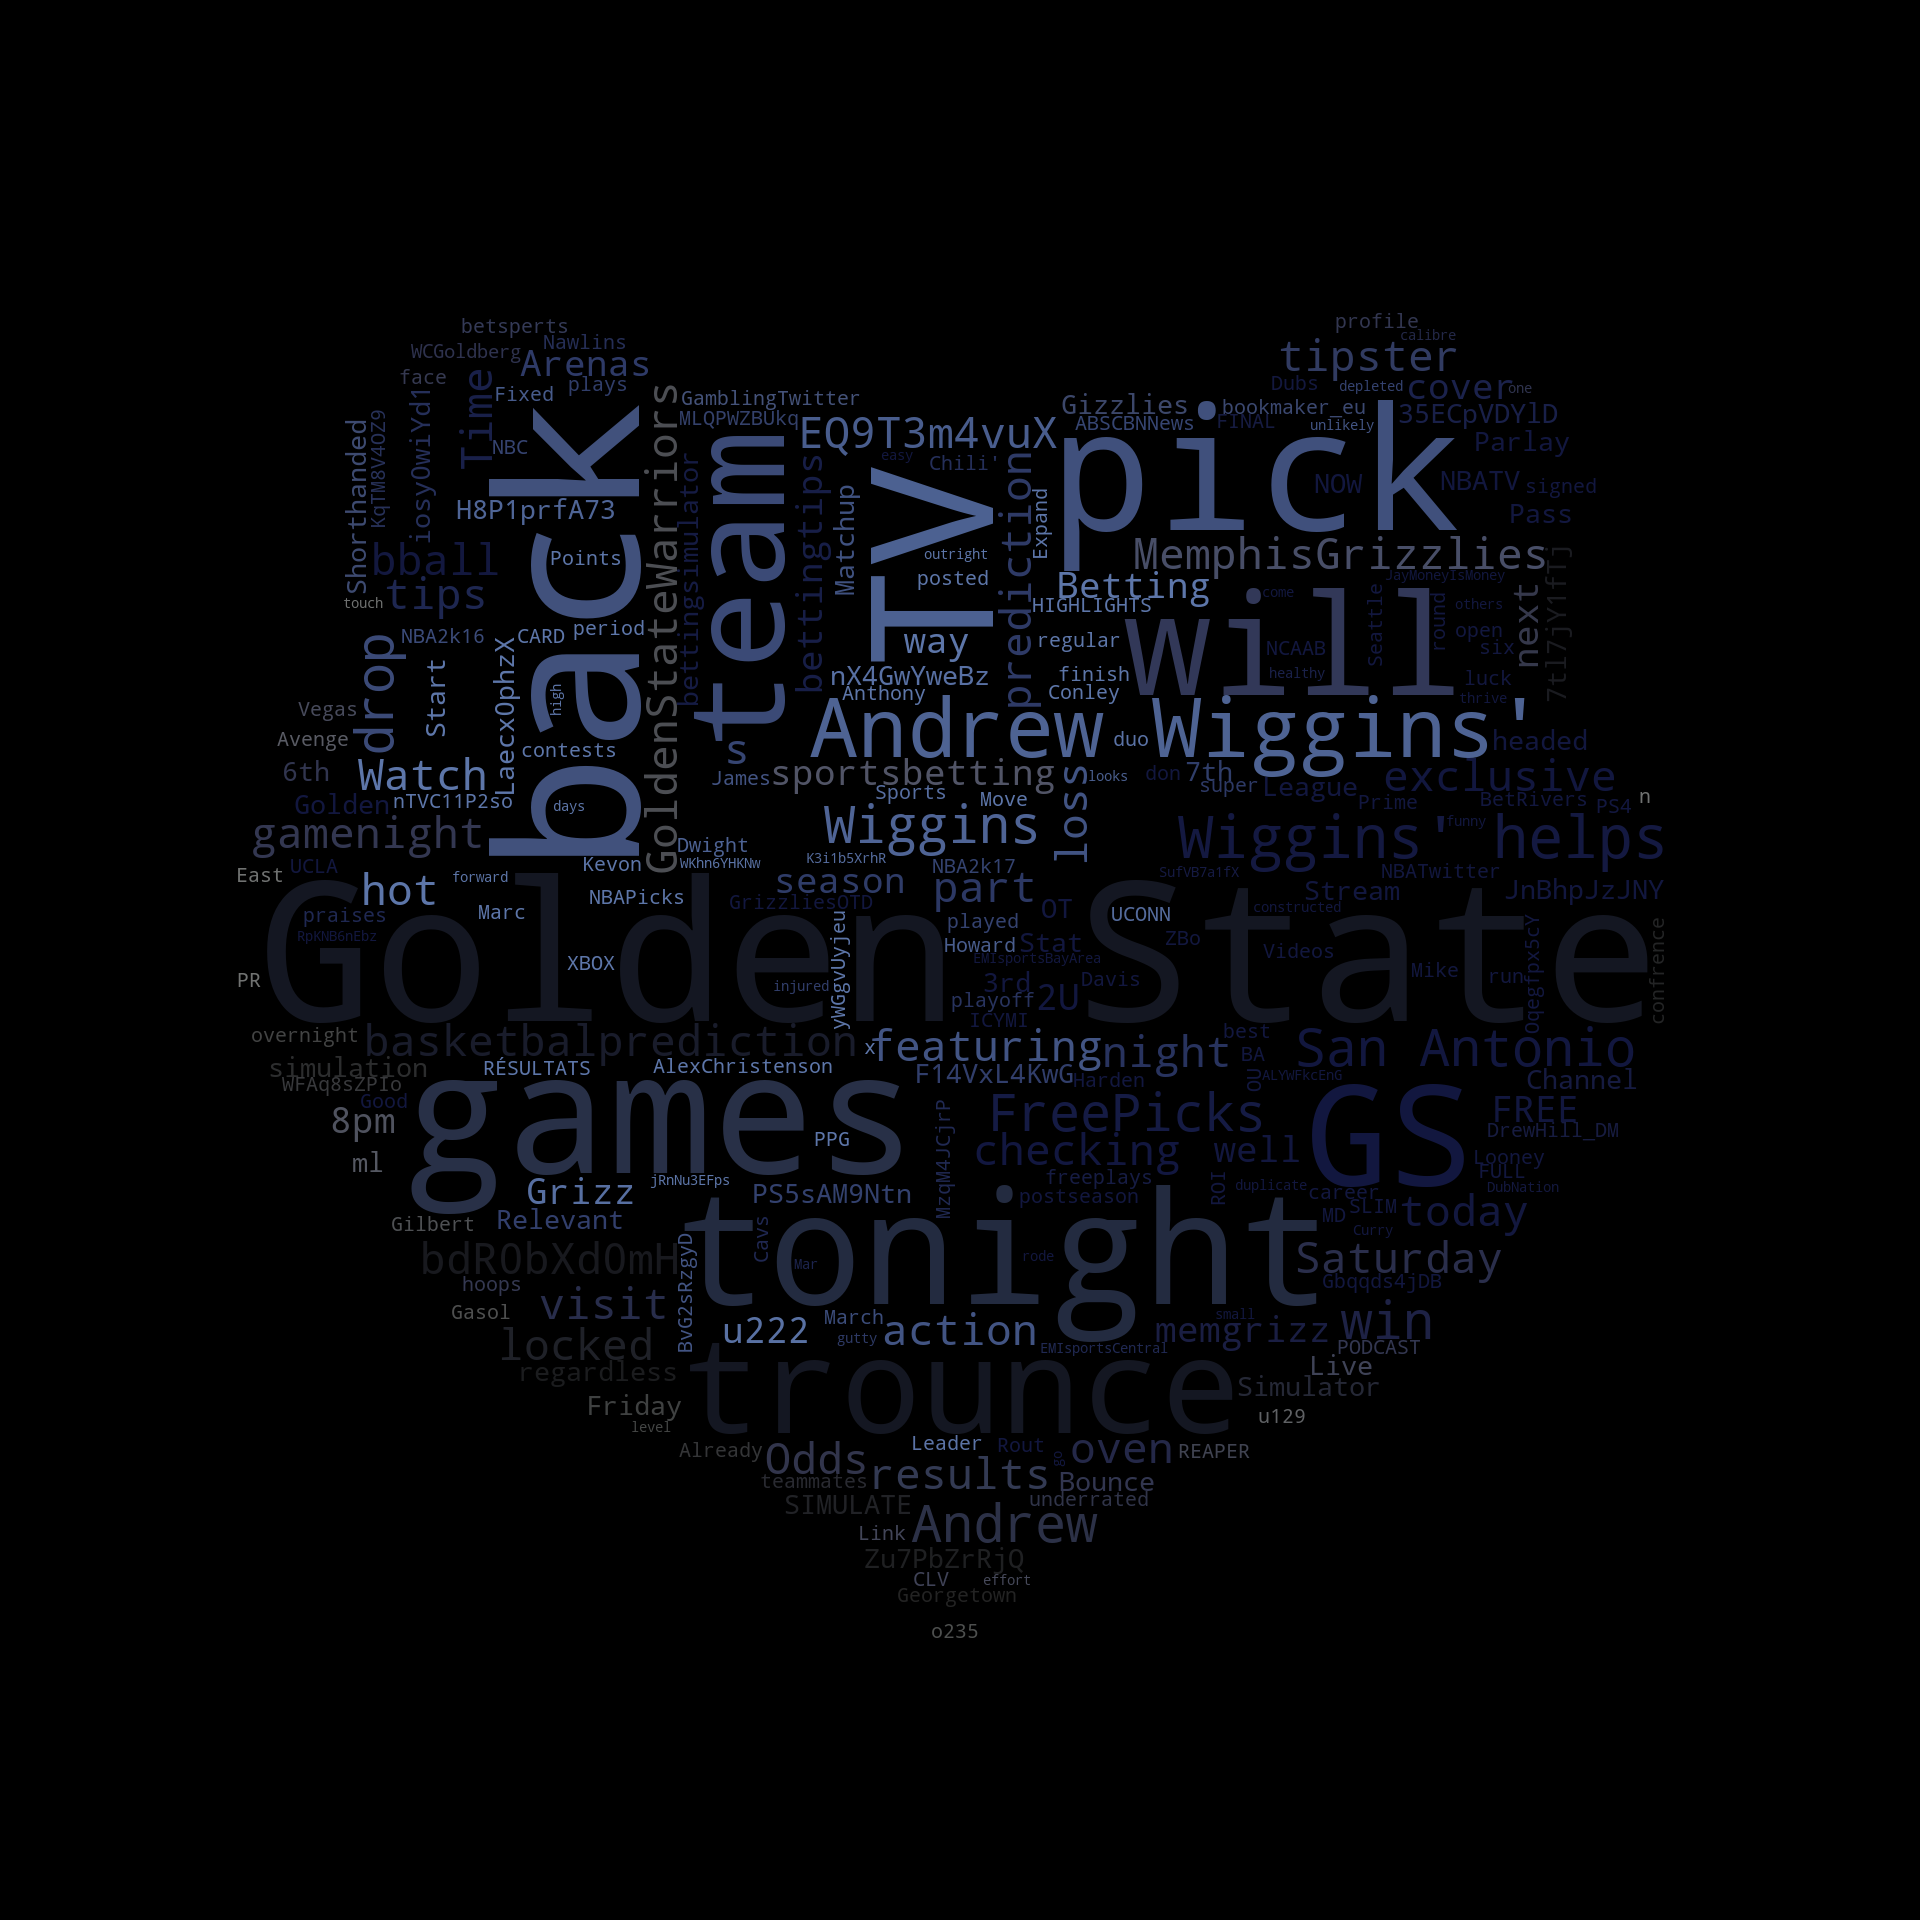 betsperts
profile
Nawlins
calibre
WCGoldberg
Arenas
tipster
face
plays
Dubs
depleted
cover
one
Time
Fixed
GamblingTwitter
Gizzlies
bookmaker_eu
35ECpVDYlD
iosyOwiYd1
GoldenStateWarriors
MLQPWZBUkq
EQ9T3m4vuX
ABSCBNNews
FINAL
unlikely
pick
Shorthanded
KqTM8V4OZ9
NBC
back
team
easy
Chili'
Parlay
bettingsimulator
bettingtips
TV
prediction
NOW
NBATV
signed
H8P1prfA73
Matchup
Expand
Pass
bball
Points
outright
MemphisGrizzlies
tips
posted
Betting
JayMoneyIsMoney
7tl7jY1fTj
touch
HIGHLIGHTS
come
will
others
next
NBA2k16
CARD
period
way
regular
NCAAB
Seattle
round
open
six
drop
Start
LaecxOphzX
nX4GwYweBz
finish
healthy
luck
high
Anthony
Conley
thrive
Vegas
Andrew Wiggins'
Avenge
contests
s
duo
headed
6th
Watch
James
sportsbetting
loss
looks
don
7th
exclusive
Golden
nTVC11P2so
days
Sports
Move
super
League
Prime
BetRivers
PS4
n
gamenight
Dwight
Wiggins
Wiggins'
funny
helps
UCLA
Kevon
WKhn6YHKNw
K3i1b5XrhR
NBA2k17
SufVB7a1fX
NBATwitter
East
hot
forward
NBAPicks
season
part
Stream
JnBhpJzJNY
praises
Marc
GrizzliesOTD
OT
UCONN
constructed
Golden State
RpKNB6nEbz
played
Howard
Stat
ZBo
Videos
confrence
PR
XBOX
injured
yWGgvUyjeu
EMIsportsBayArea
3rd
Davis
Mike
run
Oqegfpx5cY
playoff
2U
ICYMI
overnight
basketbalprediction
x
featuring
night
best
BA
San Antonio
simulation
RÉSULTATS
AlexChristenson
F14VxL4KwG
Harden
OU
ALYWFkcEnG
Channel
WFAq8sZPIo
Good
games
FreePicks
GS
FREE
8pm
PPG
MzqM4JCjrP
checking
well
DrewHill_DM
ml
Looney
Grizz
jRnNu3EFps
PS5sAM9Ntn
freeplays
ROI
duplicate
FULL
DubNation
Gilbert
Relevant
postseason
career
MD
SLIM
today
Curry
bdRObXdOmH
BvG2sRzgyD
Cavs
tonight
rode
Mar
Saturday
hoops
Gbqqds4jDB
Gasol
visit
u222
March
gutty
action
small
memgrizz
win
locked
EMIsportsCentral
PODCAST
regardless
trounce
Live
Simulator
Friday
level
u129
Already
Odds
Leader
Rout
go
oven
REAPER
teammates
results
Bounce
SIMULATE
underrated
Link
Andrew
Zu7PbZrRjQ
CLV
effort
Georgetown
o235